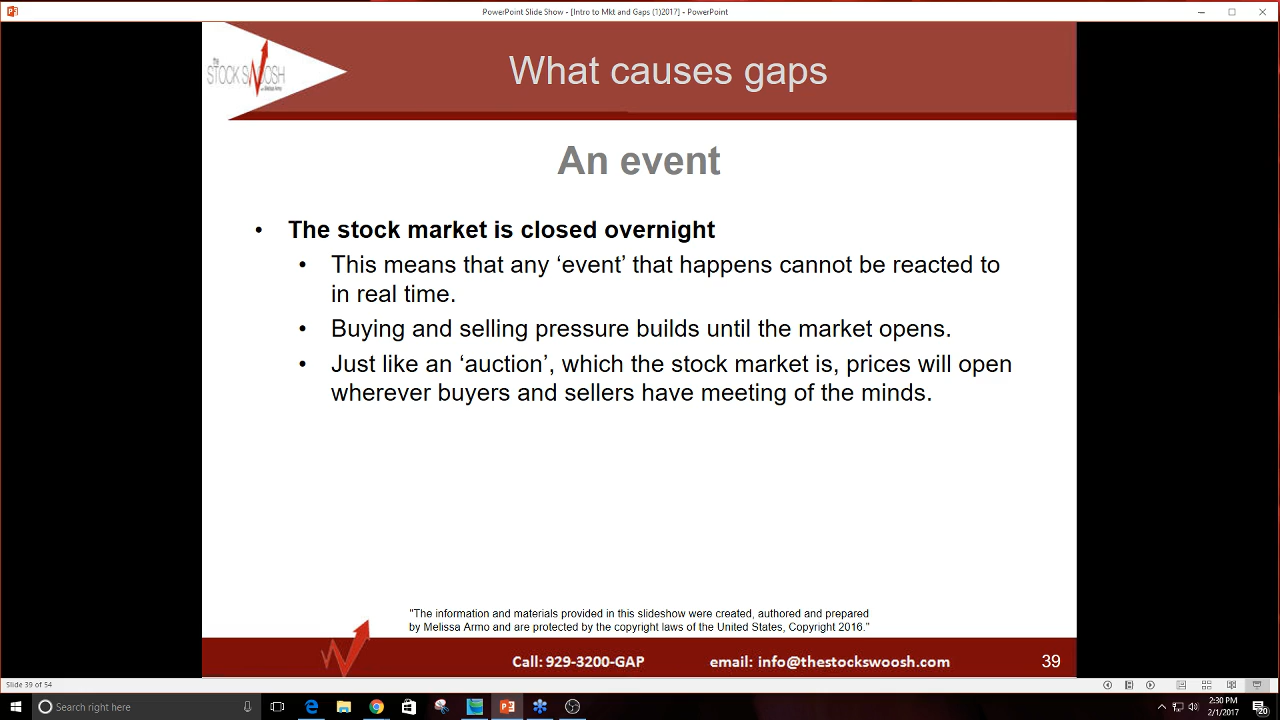 PowerPoint Slide Show - [Intro to Mkt and Gaps (1)2017] - PowerPoint
The
STOCK SWOOSH
What causes gaps
An event
• The stock market is closed overnight
• This means that any ‘event’ that happens cannot be reacted to
in real time.
• Buying and selling pressure builds until the market opens.
• Just like an ‘auction’, which the stock market is, prices will open
wherever buyers and sellers have meeting of the minds.
"The information and materials provided in this slideshow were created, authored and prepared
by Melissa Armo and are protected by the copyright laws of the United States, Copyright 2016."
Call: 929-3200-GAP email: info@thestockswoosh.com 39
Slide 39 of 54
Search right here
2:30 PM
2/1/2017
20